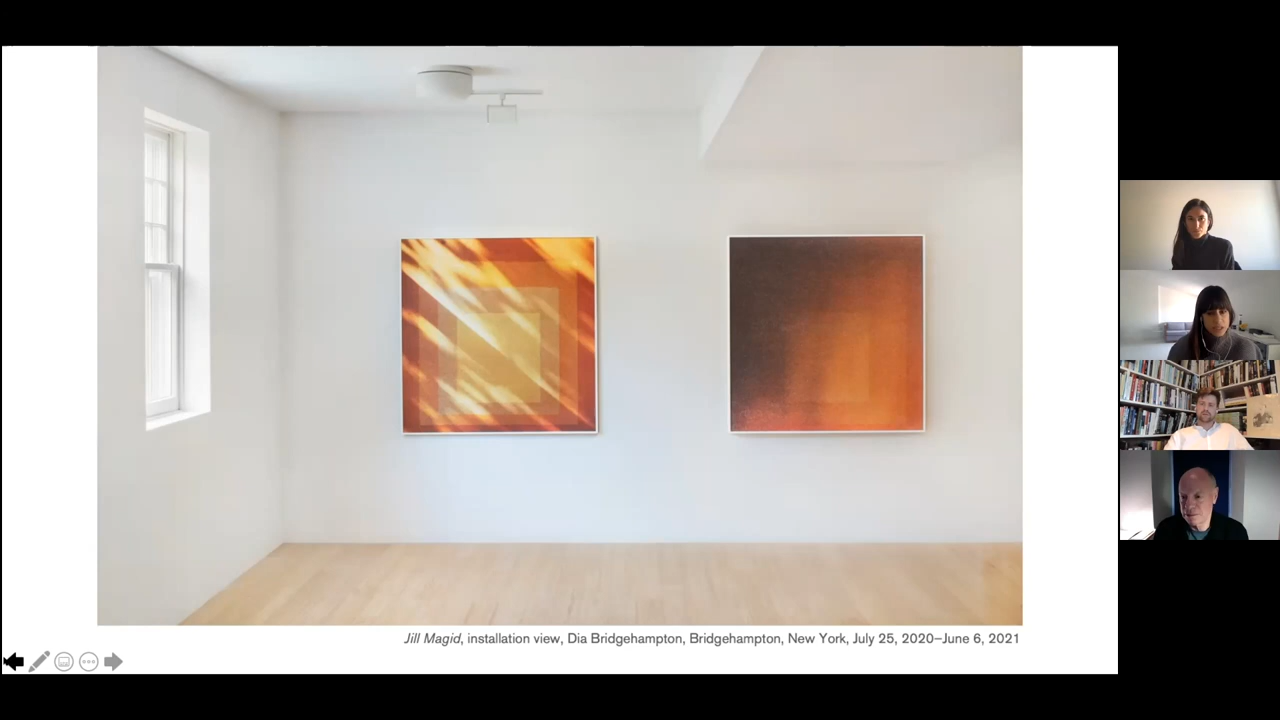 Jill Magid, installation view, Dia Bridgehampton, Bridgehampton, New York, July 25, 2020–June 6, 2021